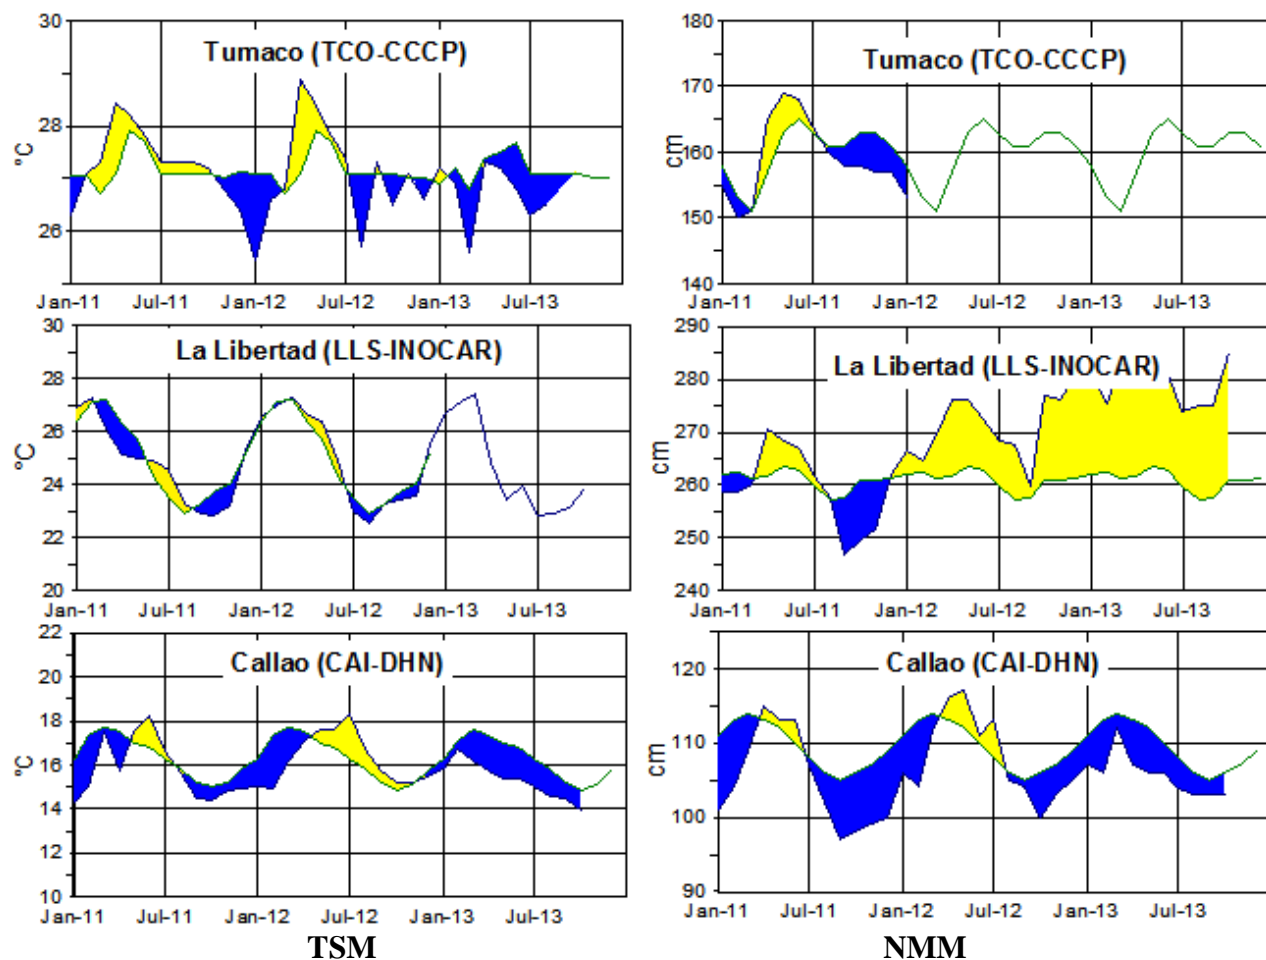 30
28
26
°C
Tumaco (TCO-CCCP)
Jan-11 Jul-11 Jan-12 Jul-12 Jan-13 Jul-13
180
170
160
150
140
cm
Tumaco (TCO-CCCP)
Jan-11 Jul-11 Jan-12 Jul-12 Jan-13 Jul-13
30
28
26
24
22
20
°C
La Libertad (LLS-INOCAR)
Jan-11 Jul-11 Jan-12 Jul-12 Jan-13 Jul-13
290
280
270
260
250
240
cm
La Libertad (LLS-INOCAR)
Jan-11 Jul-11 Jan-12 Jul-12 Jan-13 Jul-13
22
20
18
16
14
12
10
°C
Callao (CAI-DHN)
Jan-11 Jul-11 Jan-12 Jul-12 Jan-13 Jul-13
120
110
100
90
cm
Callao (CAI-DHN)
Jan-11 Jul-11 Jan-12 Jul-12 Jan-13 Jul-13
TSM NMM